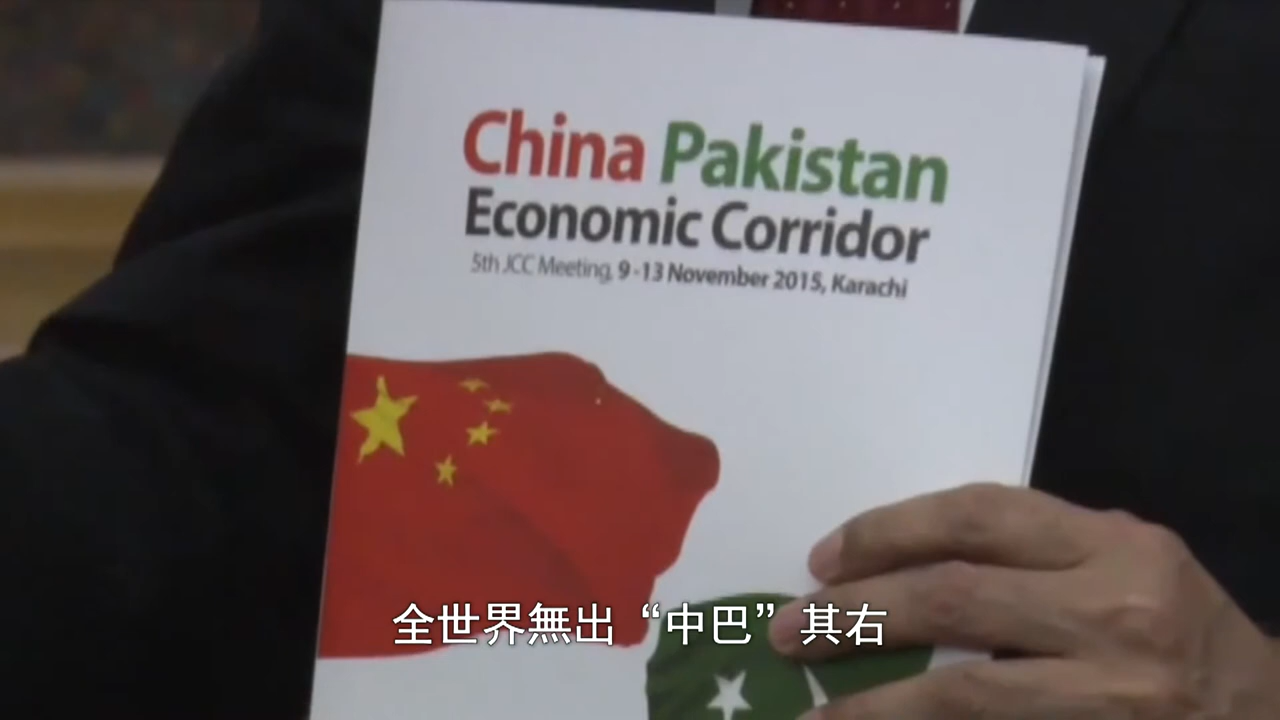 China Pakistan
Economic Corridor
5th JCC Meeting, 9-13 November 2015, Karachi
全世界無出“中巴”其右